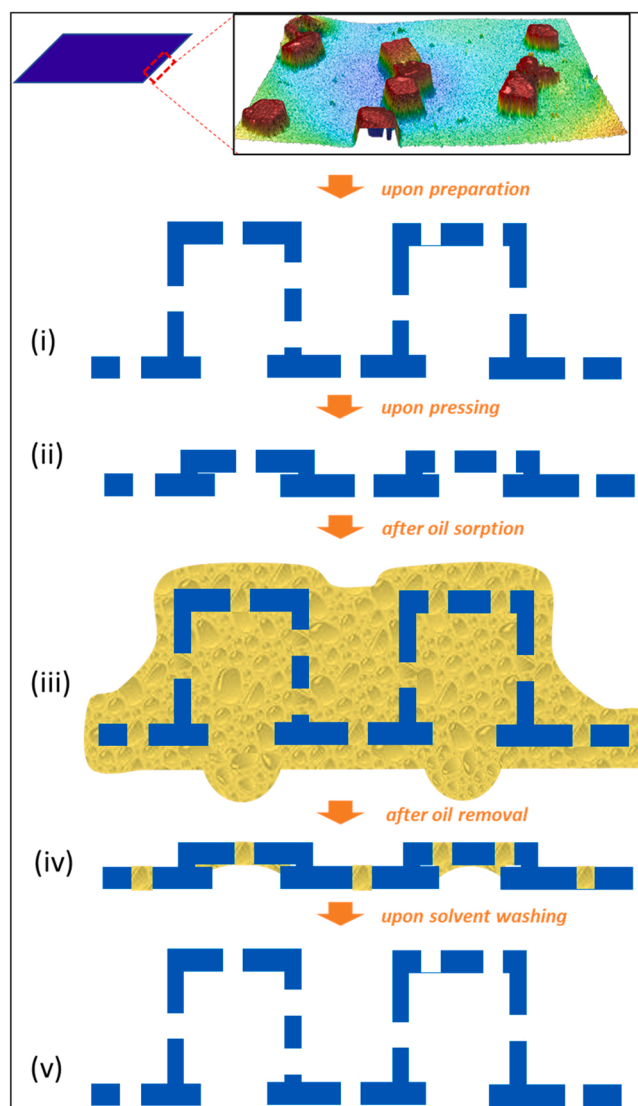 upon preparation
(i)
upon pressing
(ii)
after oil sorption
(iii)
after oil removal
(iv)
upon solvent washing
(v)